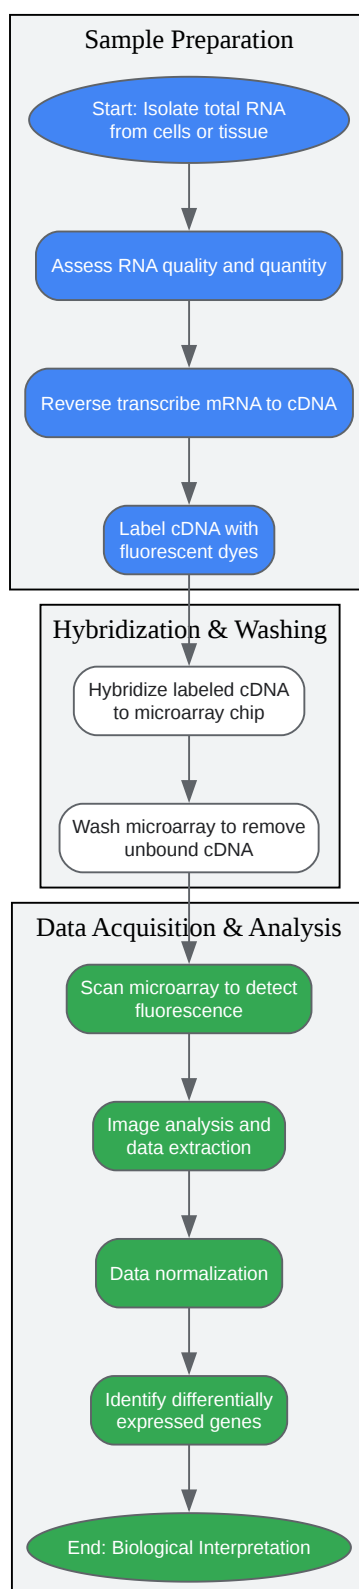 Sample Preparation
Start: Isolate total RNA
from cells or tissue
Assess RNA quality and quantity
Reverse transcribe mRNA to cDNA
Label cDNA with
fluorescent dyes
Hybridization & Washing
Hybridize labeled cDNA
to microarray chip
Wash microarray to remove
unbound cDNA
Data Acquisition & Analysis
Scan microarray to detect
fluorescence
Image analysis and
data extraction
Data normalization
Identify differentially
expressed genes
End: Biological Interpretation